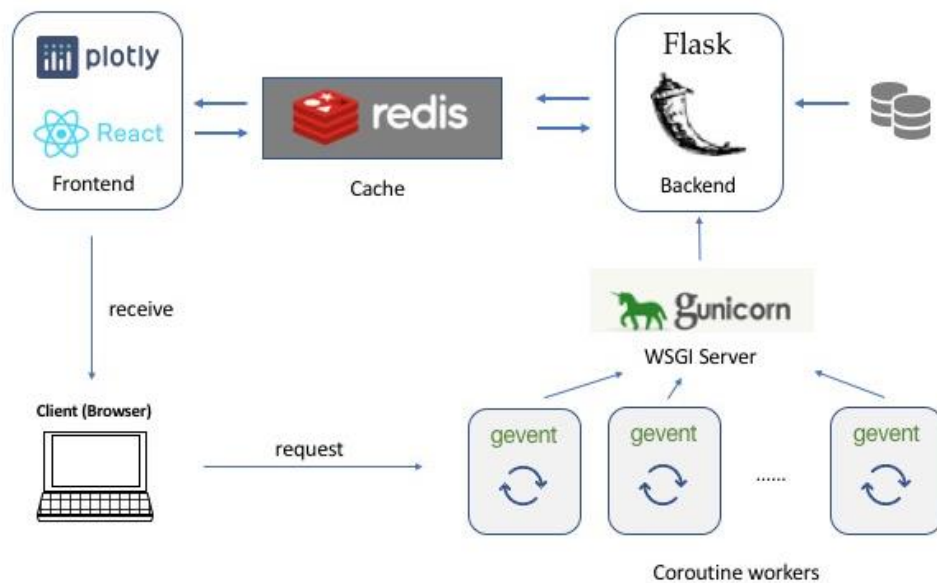 plotly
React
Frontend
redis
Cache
Flask
Backend
gunicorn
WSGI Server
receive
Client (Browser)
request
gevent
gevent
......
gevent
Coroutine workers